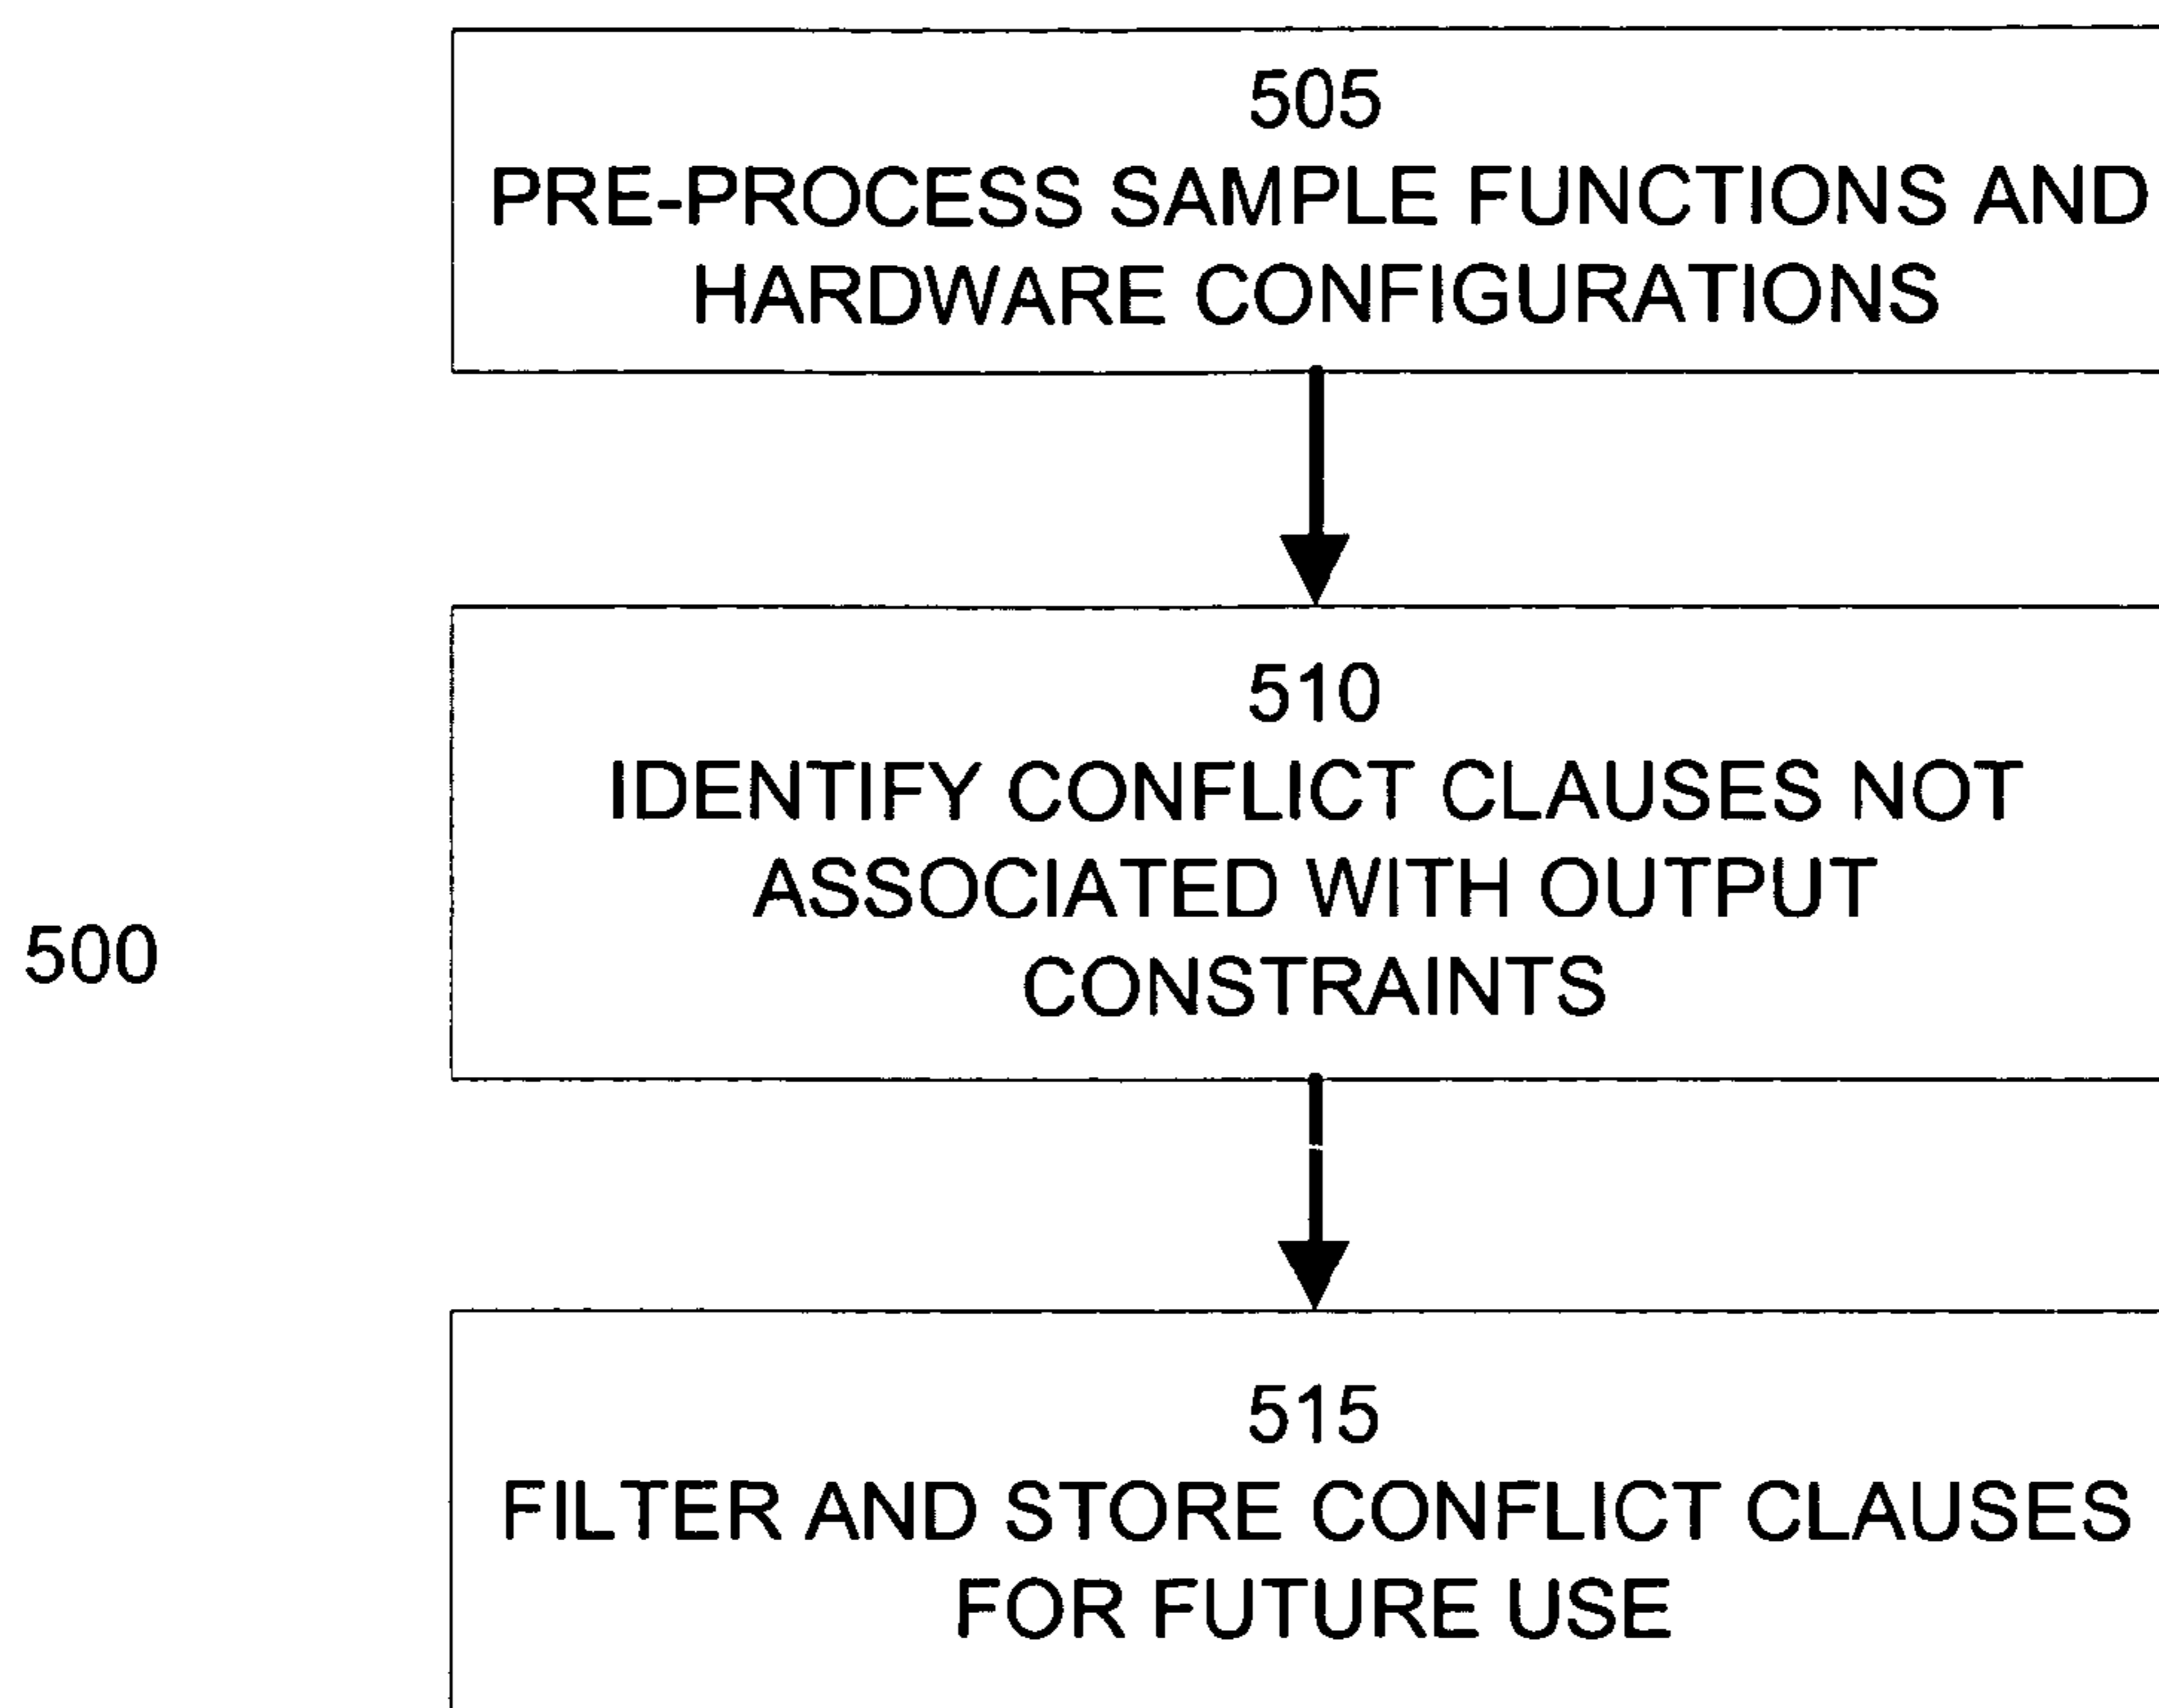 505
PRE-PROCESS SAMPLE FUNCTIONS AND
HARDWARE CONFIGURATIONS
510
IDENTIFY CONFLICT CLAUSES NOT
ASSOCIATED WITH OUTPUT
CONSTRAINTS
500
515
FILTER AND STORE CONFLICT CLAUSES
FOR FUTURE USE